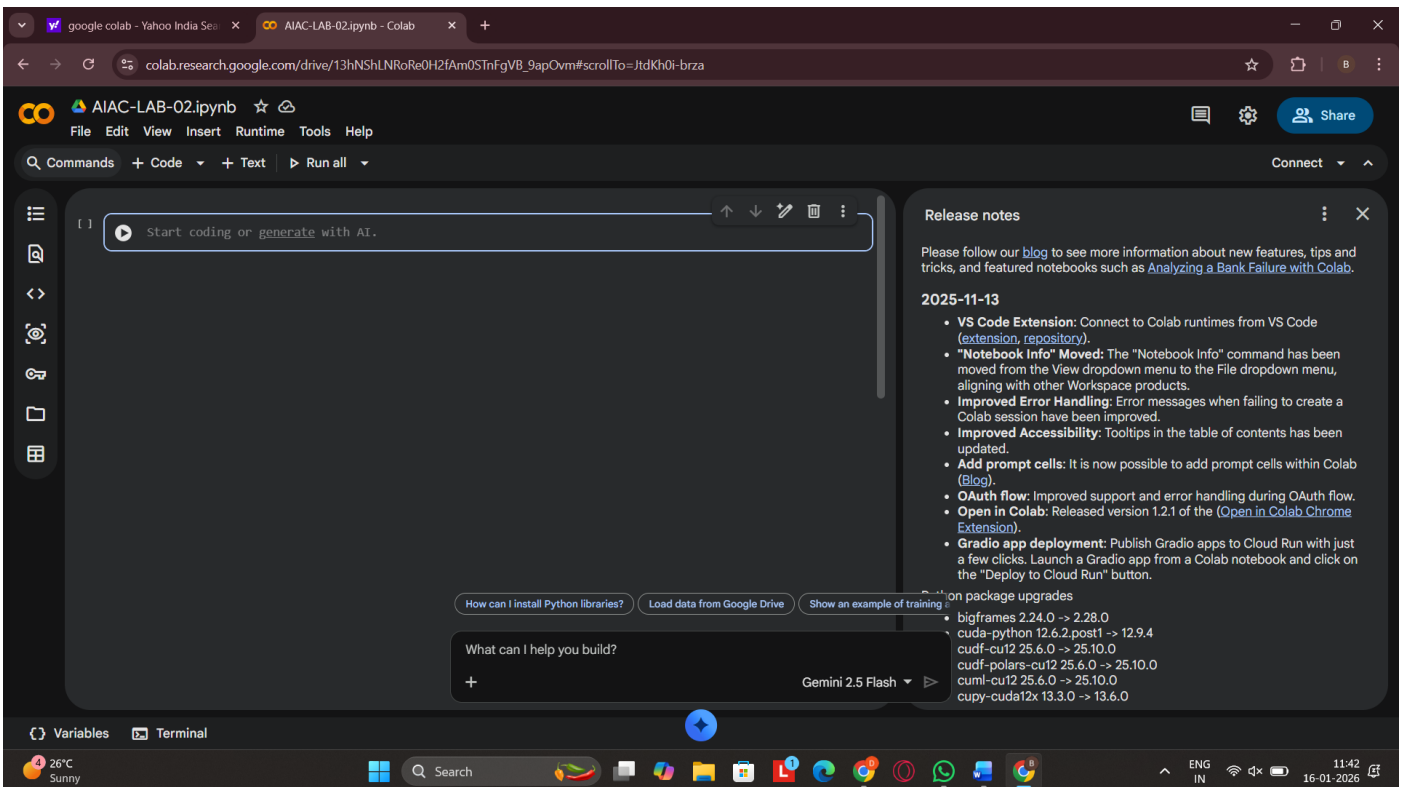 google colab - Yahoo India Sea
AIAC-LAB-02.ipynb - Colab
colab.research.google.com/drive/13hNShLNRoRe0H2fAm0STnFgVB_9apOvm#scrollTo=JtdKh0i-brza
B
AIAC-LAB-02.ipynb
Share
File Edit View Insert Runtime Tools Help
Commands + Code + Text Run all
Connect
[ ]
Start coding or generate with AI.
Release notes
Please follow our blog to see more information about new features, tips and
tricks, and featured notebooks such as Analyzing a Bank Failure with Colab.
2025-11-13
• VS Code Extension: Connect to Colab runtimes from VS Code
(extension, repository).
• "Notebook Info" Moved: The "Notebook Info" command has been
moved from the View dropdown menu to the File dropdown menu,
aligning with other Workspace products.
• Improved Error Handling: Error messages when failing to create a
Colab session have been improved.
• Improved Accessibility: Tooltips in the table of contents has been
updated.
• Add prompt cells: It is now possible to add prompt cells within Colab
(Blog).
• OAuth flow: Improved support and error handling during OAuth flow.
• Open in Colab: Released version 1.2.1 of the (Open in Colab Chrome
Extension).
• Gradio app deployment: Publish Gradio apps to Cloud Run with just
a few clicks. Launch a Gradio app from a Colab notebook and click on
the "Deploy to Cloud Run" button.
package upgrades
• bigframes 2.24.0 -> 2.28.0
cuda-python 12.6.2.post1 -> 12.9.4
cudf-cu12 25.6.0 -> 25.10.0
cudf-polars-cu12 25.6.0 -> 25.10.0
cuml-cu12 25.6.0 -> 25.10.0
cupy-cuda12x 13.3.0 -> 13.6.0
How can I install Python libraries?
Load data from Google Drive
Show an example of training
What can I help you build?
Gemini 2.5 Flash
Variables
Terminal
4
26°C
Sunny
Search
L
1
D
B
ENG
IN
11:42
16-01-2026